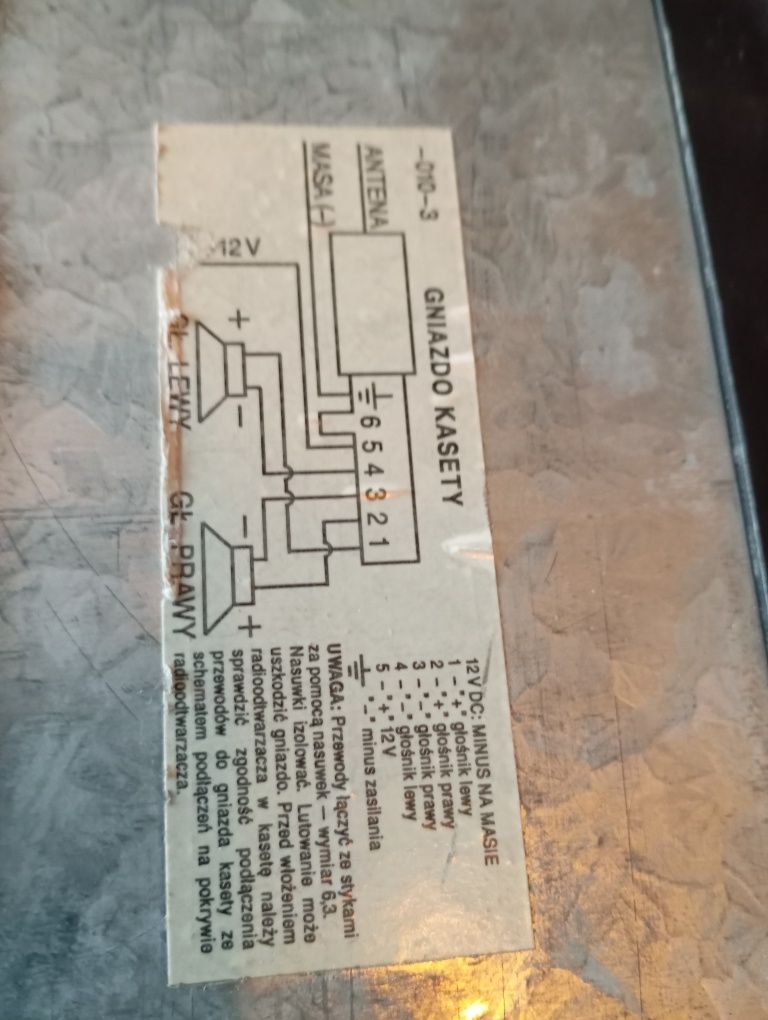 -010-3
GNIAZDO KASETY
ANTENA
MASA (-)
12V
6 5 4 3 2 1
+ -
GŁ LEWY
- +
GŁ. PRAWY
12V DC: MINUS NA MASIE
1 - "+" głośnik lewy
2 - "+" głośnik prawy
3 - "-" głośnik prawy
4 - "-" głośnik lewy
5 - "+" 12V
"-" minus zasilania
UWAGA: Przewody łączyć ze stykami
za pomocą nasuwek — wymiar 6,3.
Nasuwki izolować. Lutowanie może
uszkodzić gniazdo. Przed włożeniem
radioodtwarzacza w kasetę należy
sprawdzić zgodność podłączenia
przewodów do gniazda kasety ze
schematem podłączeń na pokrywie
radioodtwarzacza.